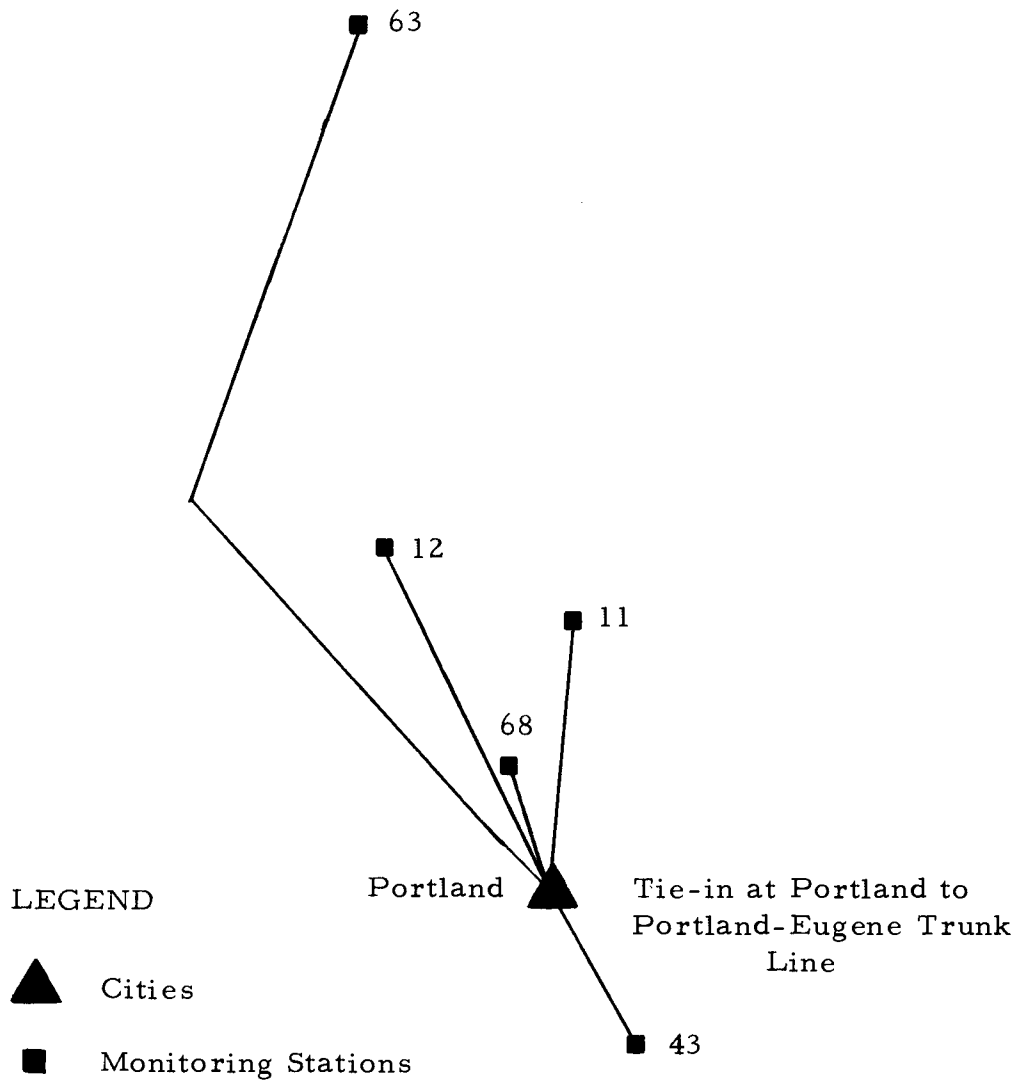 63
12
11
68
Portland
Tie-in at Portland to
Portland-Eugene Trunk
Line
LEGEND
Cities
43
Monitoring Stations